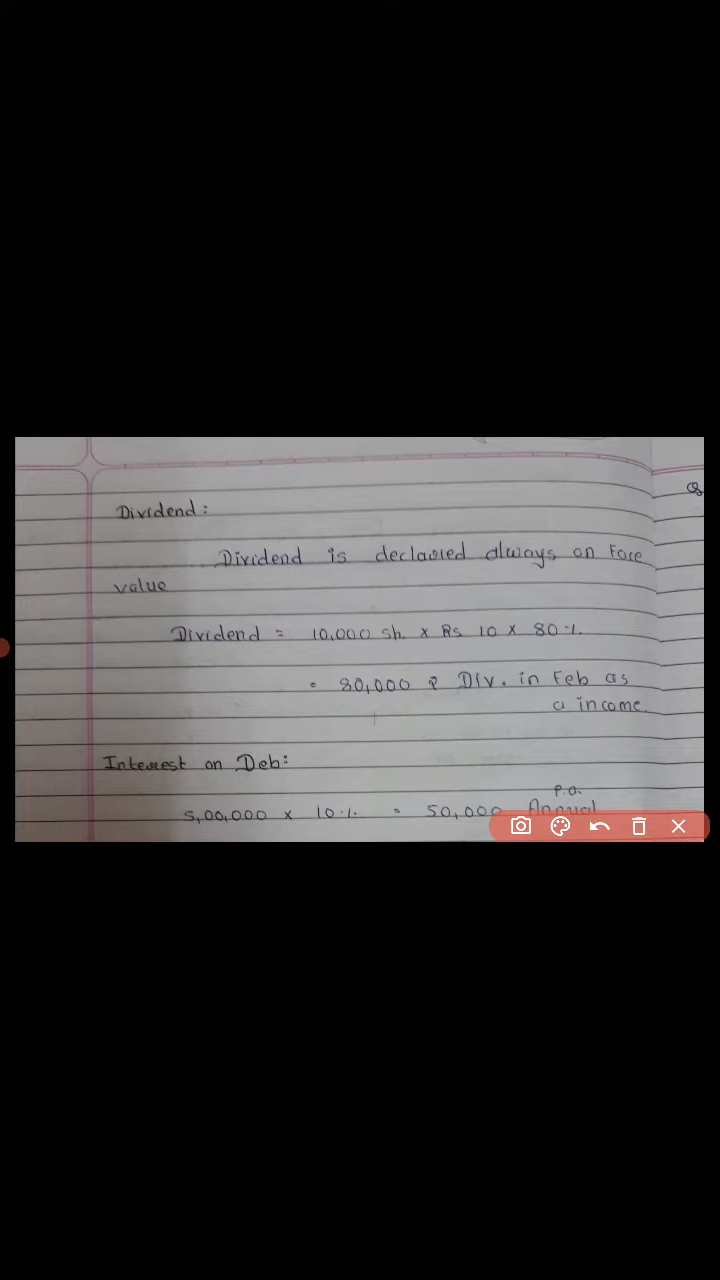 Dividend :
Dividend is declared always on Face
value
Dividend = 10,000 sh. x Rs 10 x 80%
= 80,000 Div. in Feb as
a income.
Interest on Deb:
p.a.
5,00,000 x 10% = 50,000 Annual